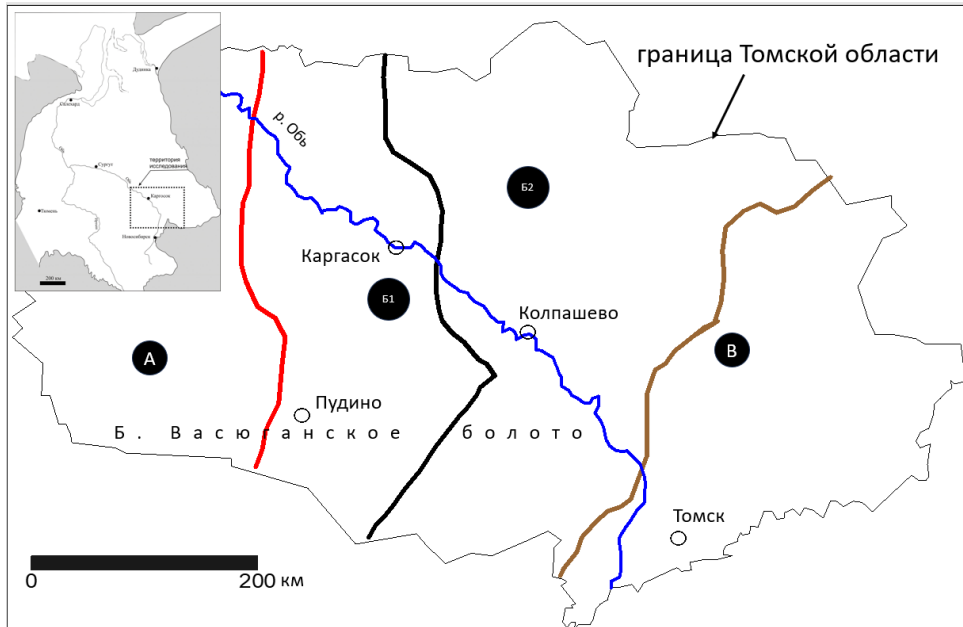 граница Томской области
р. Обь
Каргасок
Колпашево
Пудино
Томск
Б. Васюганское болото
А
Б1
Б2
В
0
200 км
Дудинка
Сургут
территория
исследования
Каргасок
Тюмень
Новосибирск
200 км